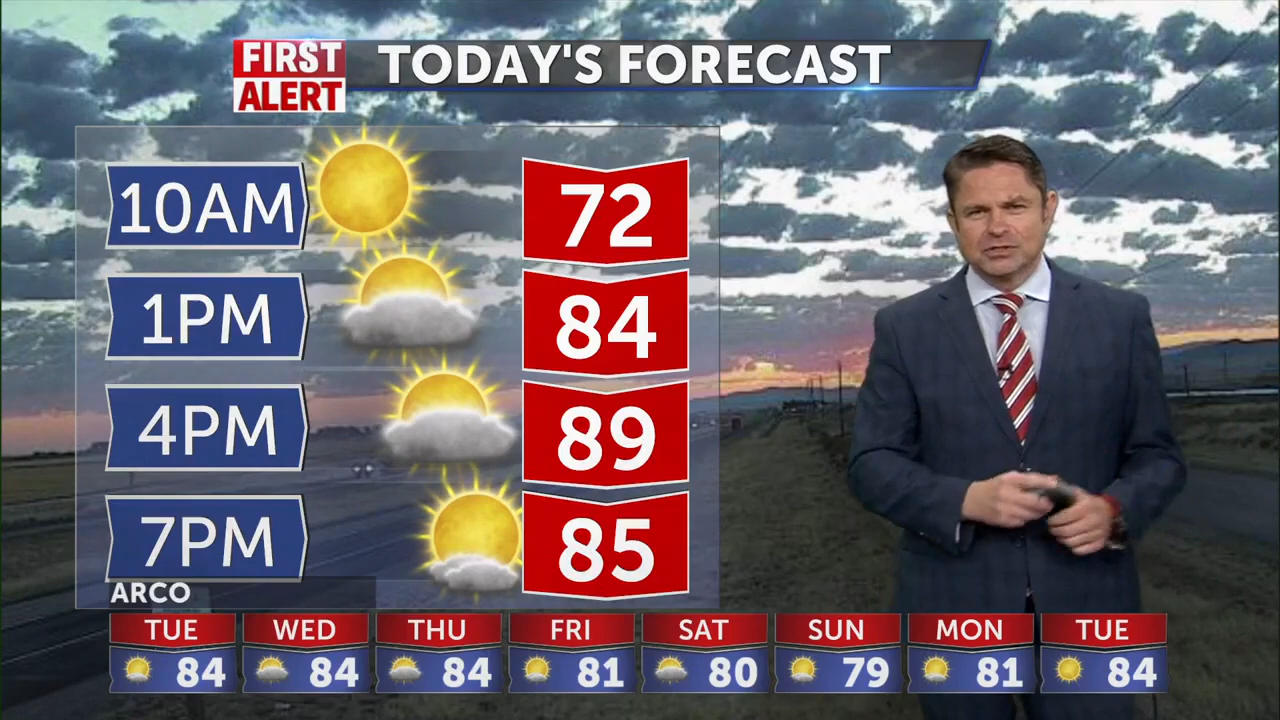 FIRST
ALERT
TODAY'S FORECAST
10AM 72
1PM 84
4PM 89
7PM 85
ARCO
TUE WED THU FRI SAT SUN MON TUE
84 84 84 81 80 79 81 84